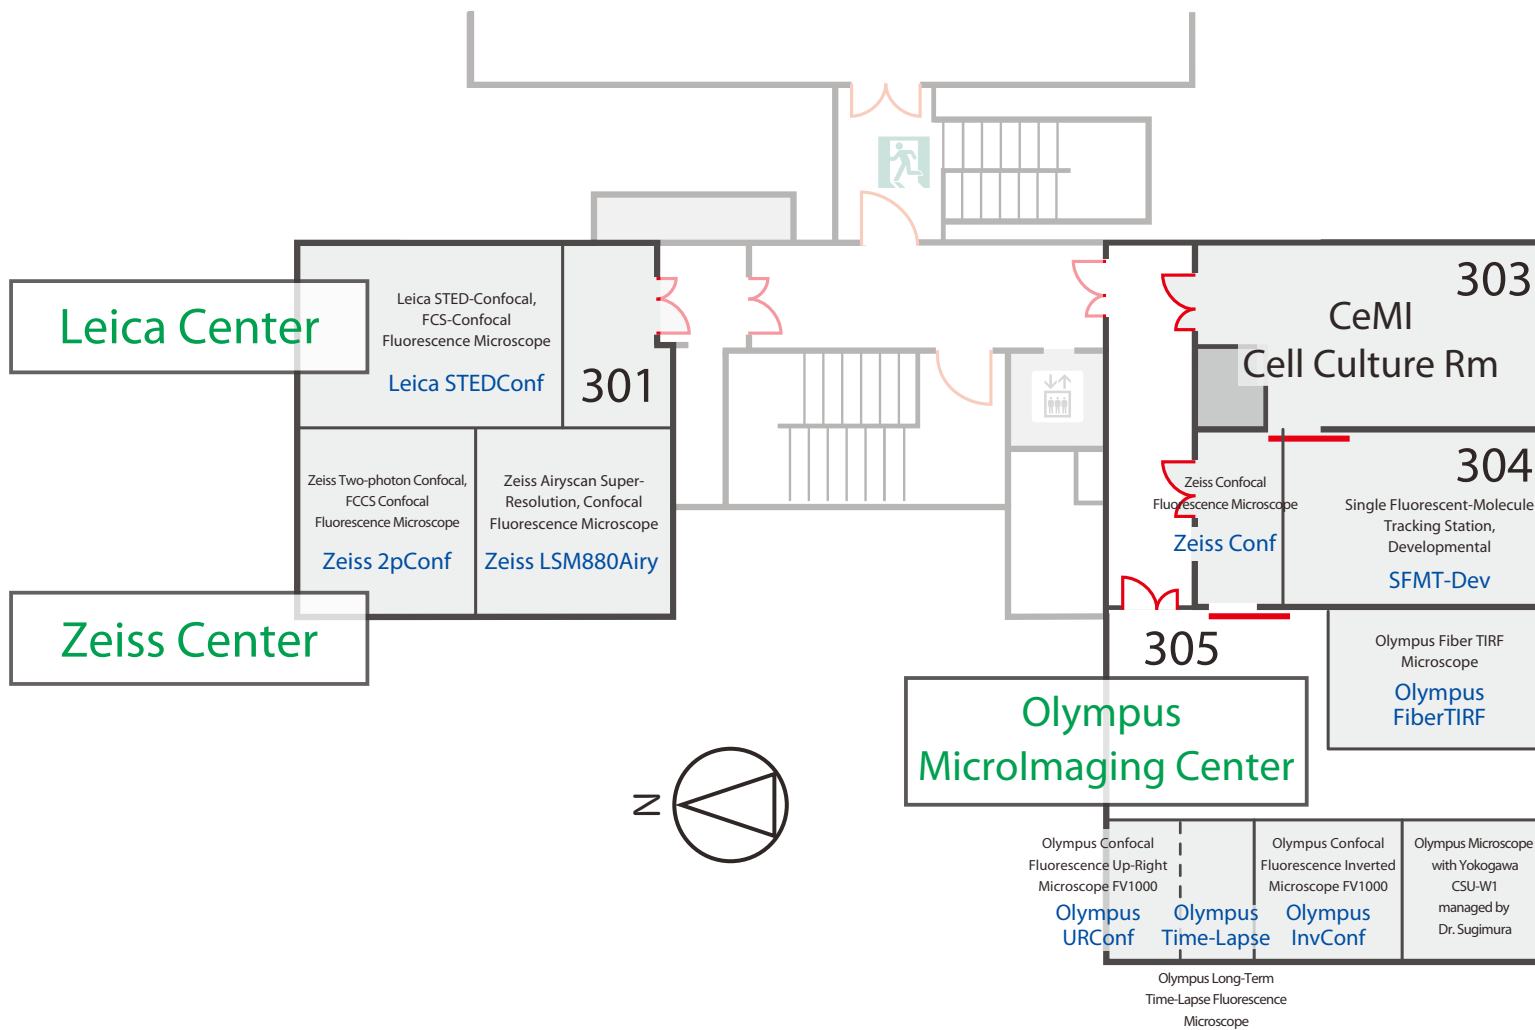 Leica Center
Leica STED-Confocal,
FCS-Confocal
Fluorescence Microscope
Leica STEDConf
301
303
CeMI
Cell Culture Rm
Zeiss Two-photon Confocal,
FCCS Confocal
Fluorescence Microscope
Zeiss 2pConf
Zeiss Airyscan Super-
Resolution, Confocal
Fluorescence Microscope
Zeiss LSM880Airy
Zeiss Confocal
Fluorescence Microscope
Zeiss Conf
304
Single Fluorescent-Molecule
Tracking Station,
Developmental
SFMT-Dev
Zeiss Center
305
Olympus Fiber TIRF
Microscope
Olympus
FiberTIRF
Olympus
MicroImaging Center
N
Olympus Confocal
Fluorescence Up-Right
Microscope FV1000
Olympus
URConf
Olympus
Time-Lapse
Olympus Confocal
Fluorescence Inverted
Microscope FV1000
Olympus
InvConf
Olympus Microscope
with Yokogawa
CSU-W1
managed by
Dr. Sugimura
Olympus Long-Term
Time-Lapse Fluorescence
Microscope